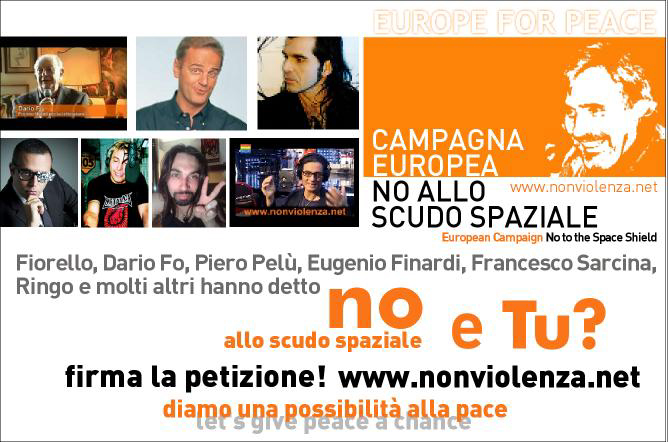 EUROPE FOR PEACE
Dario Fo
CAMPAGNA
EUROPEA
NO ALLO
SCUDO SPAZIALE
www.nonviolenza.net
European Campaign No to the Space Shield
www.nonviolenza.net
Fiorello, Dario Fo, Piero Pelù, Eugenio Finardi, Francesco Sarcina,
Ringo e molti altri hanno detto
no e Tu?
allo scudo spaziale
firma la petizione! www.nonviolenza.net
diamo una possibilità alla pace
let's give peace a chance